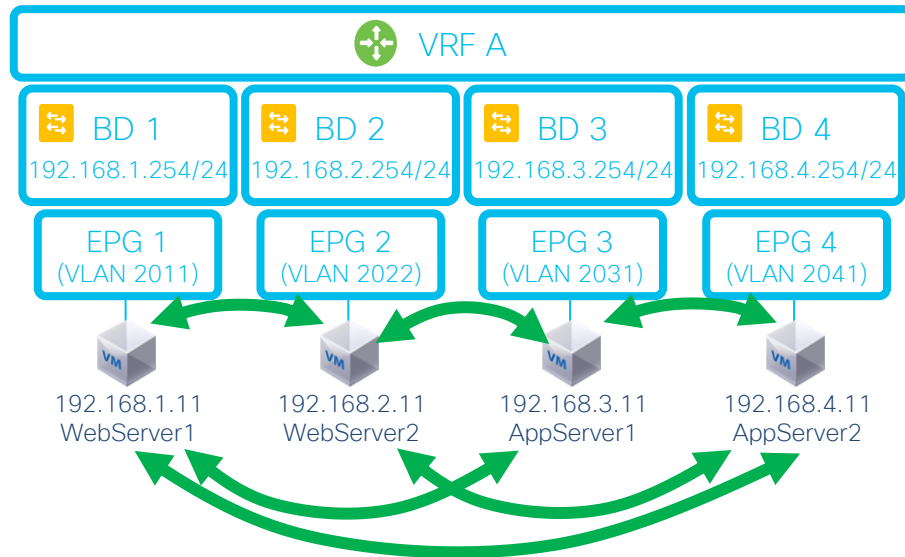 VRF A
BD 1
192.168.1.254/24
BD 2
192.168.2.254/24
BD 3
192.168.3.254/24
BD 4
192.168.4.254/24
EPG 1
(VLAN 2011)
EPG 2
(VLAN 2022)
EPG 3
(VLAN 2031)
EPG 4
(VLAN 2041)
VM
VM
VM
VM
192.168.1.11
WebServer1
192.168.2.11
WebServer2
192.168.3.11
AppServer1
192.168.4.11
AppServer2